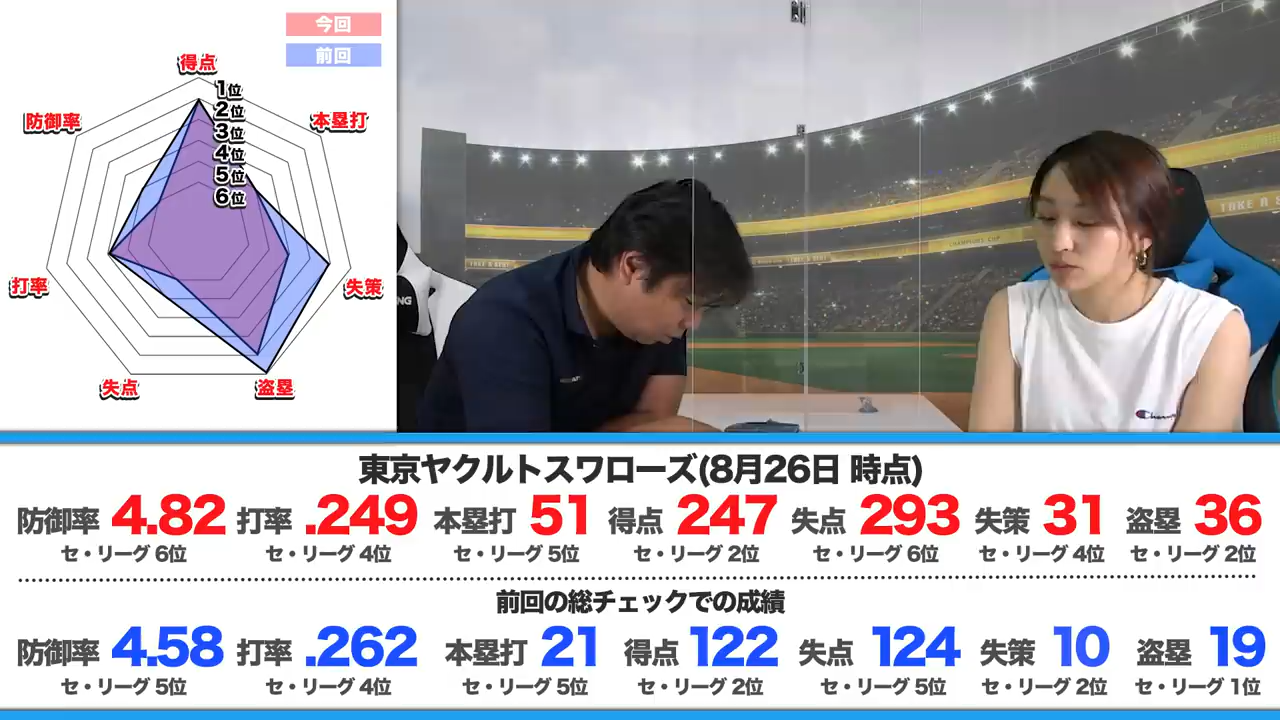 今回
前回
得点
1位
2位
3位
4位
5位
6位
防御率
本塁打
打率
失策
失点
盗塁
NG
TAKE A SEAT
CHAMPIONS CUP
TAKE A SEAT
TAKE A S
Champion
東京ヤクルトスワローズ(8月26日 時点)
防御率 4.82 打率 .249 本塁打 51 得点 247 失点 293 失策 31 盗塁 36
セ・リーグ 6位 セ・リーグ 4位 セ・リーグ 5位 セ・リーグ 2位 セ・リーグ 6位 セ・リーグ 4位 セ・リーグ 2位
前回の総チェックでの成績
防御率 4.58 打率 .262 本塁打 21 得点 122 失点 124 失策 10 盗塁 19
セ・リーグ 5位 セ・リーグ 4位 セ・リーグ 5位 セ・リーグ 2位 セ・リーグ 5位 セ・リーグ 2位 セ・リーグ 1位